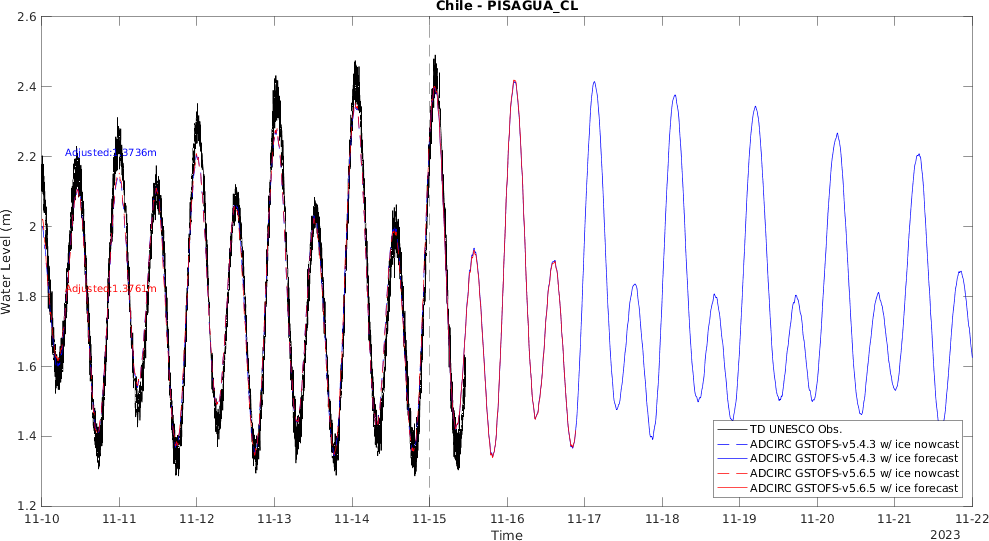 Chile - PISAGUA_CL
2.6
2.4
2.2
2
1.8
1.6
1.4
1.2
Water Level (m)
Adjusted:1.3736m
Adjusted:1.3761m
TD UNESCO Obs.
ADCIRC GSTOFS-v5.4.3 w/ ice nowcast
ADCIRC GSTOFS-v5.4.3 w/ ice forecast
ADCIRC GSTOFS-v5.6.5 w/ ice nowcast
ADCIRC GSTOFS-v5.6.5 w/ ice forecast
11-10 11-11 11-12 11-13 11-14 11-15 11-16 11-17 11-18 11-19 11-20 11-21 11-22
Time
2023